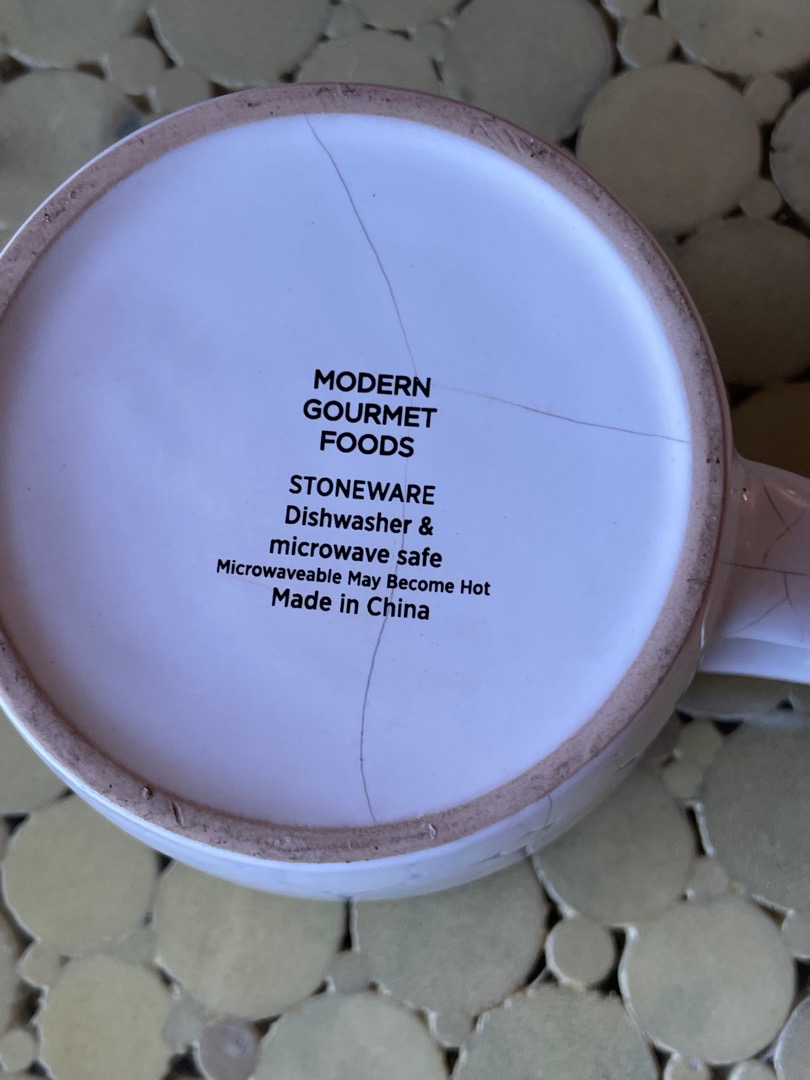 MODERN
GOURMET
FOODS
STONEWARE
Dishwasher &
microwave safe
Microwaveable May Become Hot
Made in China